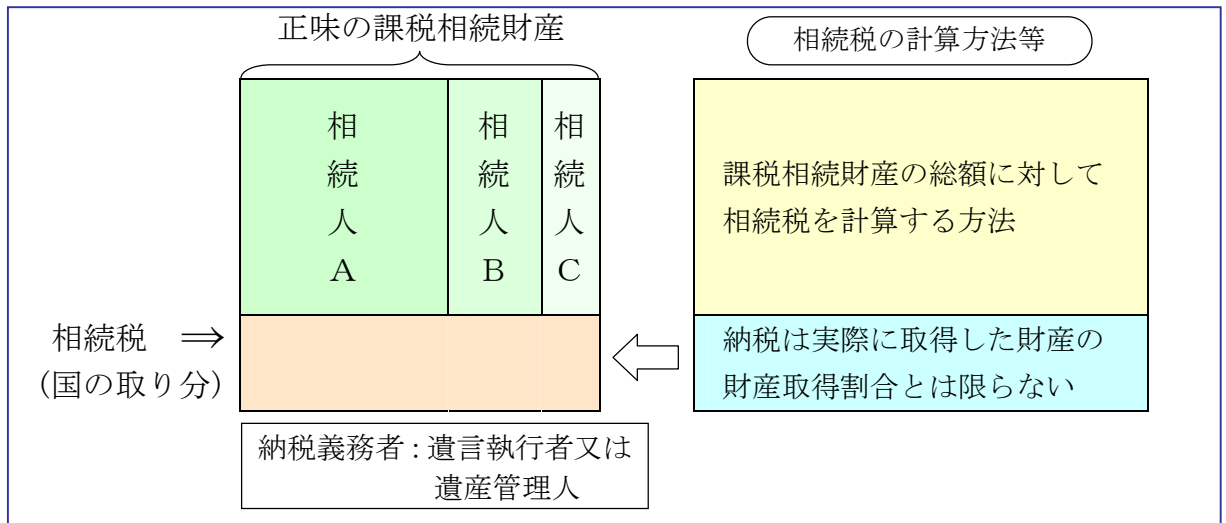 正味の課税相続財産
相続税の計算方法等
相続人A
相続人B
相続人C
課税相続財産の総額に対して
相続税を計算する方法
相続税 ⇒
(国の取り分)
納税は実際に取得した財産の
財産取得割合とは限らない
納税義務者:遺言執行者又は
遺産管理人